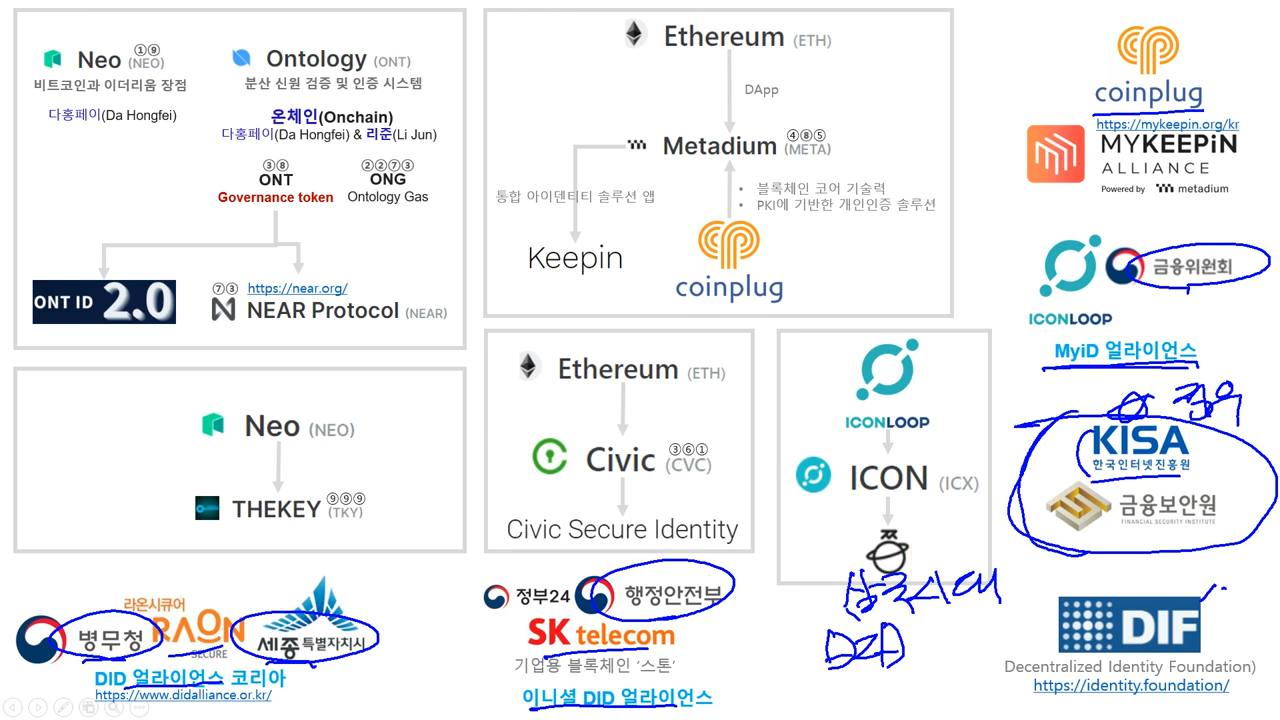 ①⑨
Neo (NEO)
비트코인과 이더리움 장점
다홍페이(Da Hongfei)
Ontology (ONT)
분산 신원 검증 및 인증 시스템
온체인(Onchain)
다홍페이(Da Hongfei) & 리준(Li Jun)
③⑧
ONT
Governance token
②②⑦③
ONG
Ontology Gas
ONT ID 2.0
⑦③ https://near.org/
NEAR Protocol (NEAR)
Ethereum (ETH)
DApp
④⑧⑤
Metadium (META)
통합 아이덴티티 솔루션 앱
• 블록체인 코어 기술력
• PKI에 기반한 개인인증 솔루션
Keepin
coinplug
coinplug
https://mykeepin.org/kr
MYKEEPiN
ALLIANCE
Powered by metadium
금융위원회
ICONLOOP
MyiD 얼라이언스
KISA
한국인터넷진흥원
금융보안원
FINANCIAL SECURITY INSTITUTE
DIF
Decentralized Identity Foundation)
https://identity.foundation/
Neo (NEO)
⑨⑨⑨
THEKEY (TKY)
Ethereum (ETH)
③⑥①
Civic (CVC)
Civic Secure Identity
ICONLOOP
ICON (ICX)
쯔
병무청
라온시큐어
RAON
SECURE
세종특별자치시
DID 얼라이언스 코리아
https://www.didalliance.or.kr/
정부24
행정안전부
SK telecom
기업용 블록체인 ‘스톤’
이니셜 DID 얼라이언스